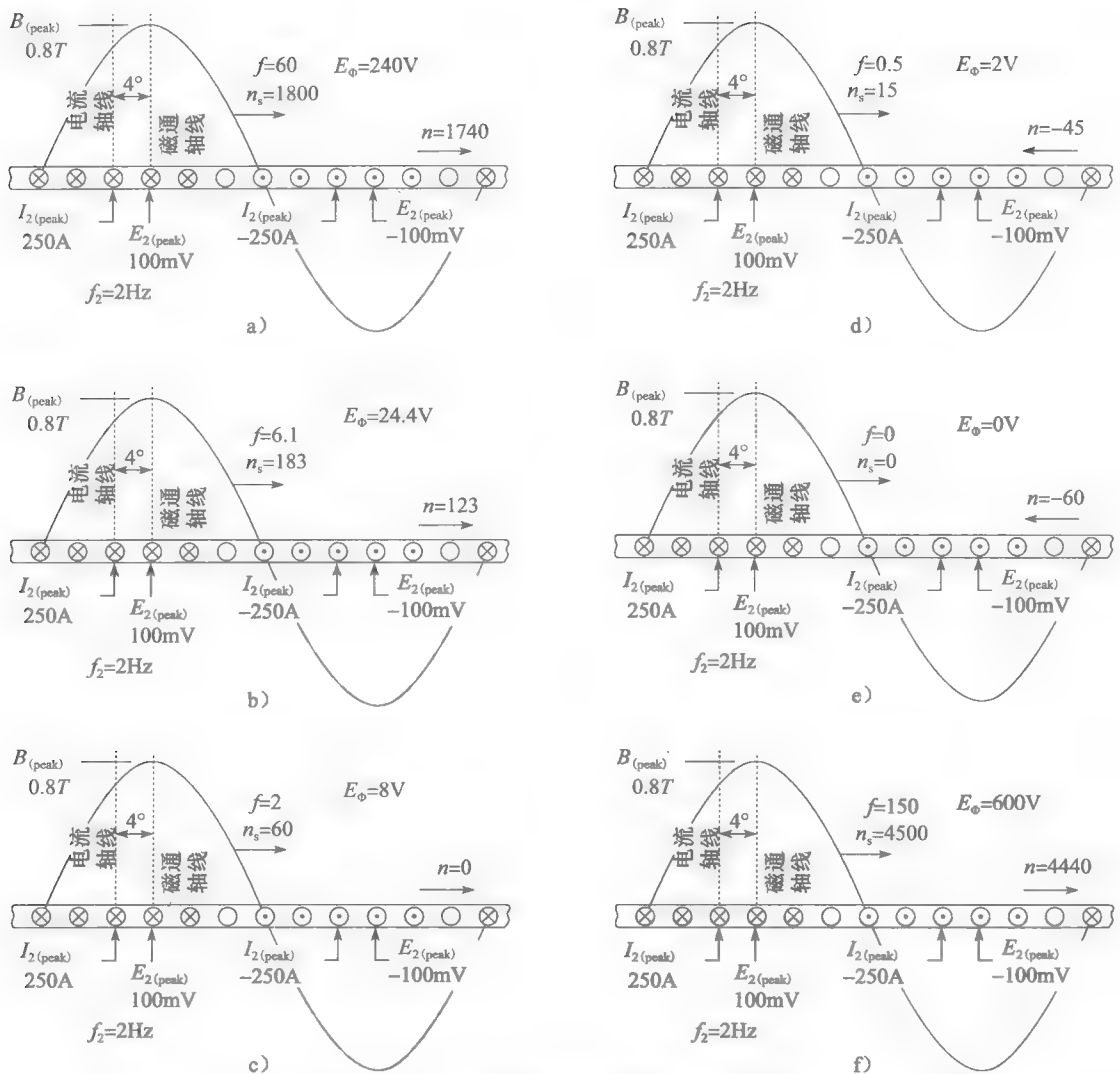 B(peak)
0.8T
电流
轴线
4°
磁通
轴线
f=60
nₛ=1800
E_Φ=240V
n=1740
I₂(peak)
250A
E₂(peak)
100mV
I₂(peak)
−250A
E₂(peak)
−100mV
f₂=2Hz
a）
B(peak)
0.8T
电流
轴线
4°
磁通
轴线
f=6.1
nₛ=183
E_Φ=24.4V
n=123
I₂(peak)
250A
E₂(peak)
100mV
I₂(peak)
−250A
E₂(peak)
−100mV
f₂=2Hz
b）
B(peak)
0.8T
电流
轴线
4°
磁通
轴线
f=2
nₛ=60
E_Φ=8V
n=0
I₂(peak)
250A
E₂(peak)
100mV
I₂(peak)
−250A
E₂(peak)
−100mV
f₂=2Hz
c）
B(peak)
0.8T
电流
轴线
4°
磁通
轴线
f=0.5
nₛ=15
E_Φ=2V
n=−45
I₂(peak)
250A
E₂(peak)
100mV
I₂(peak)
−250A
E₂(peak)
−100mV
f₂=2Hz
d）
B(peak)
0.8T
电流
轴线
4°
磁通
轴线
f=0
nₛ=0
E_Φ=0V
n=−60
I₂(peak)
250A
E₂(peak)
100mV
I₂(peak)
−250A
E₂(peak)
−100mV
f₂=2Hz
e）
B(peak)
0.8T
电流
轴线
4°
磁通
轴线
f=150
nₛ=4500
E_Φ=600V
n=4440
I₂(peak)
250A
E₂(peak)
100mV
I₂(peak)
−250A
E₂(peak)
−100mV
f₂=2Hz
f）